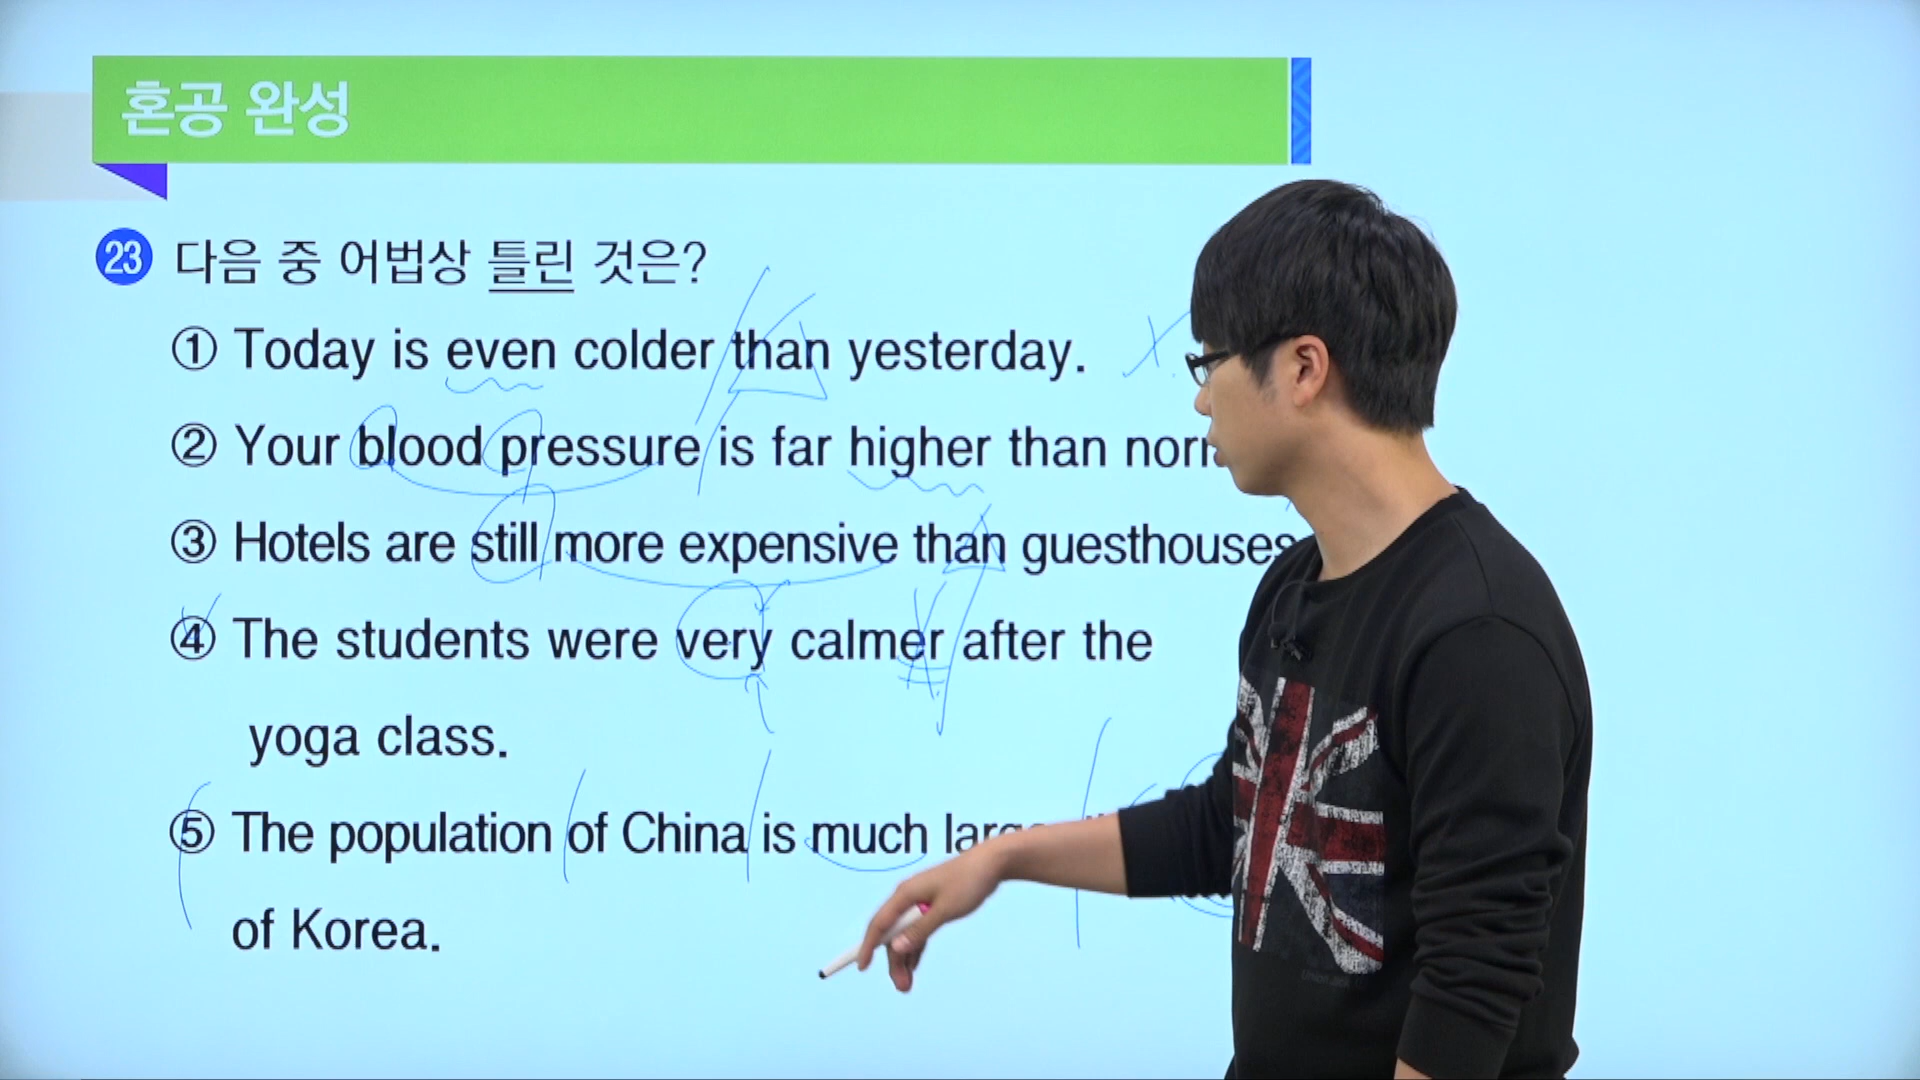 혼공 완성
23 다음 중 어법상 틀린 것은?
① Today is even colder than yesterday.
② Your blood pressure is far higher than
③ Hotels are still more expensive than guesthouses
④ The students were very calmer after the
yoga class.
⑤ The population of China is much
of Korea.